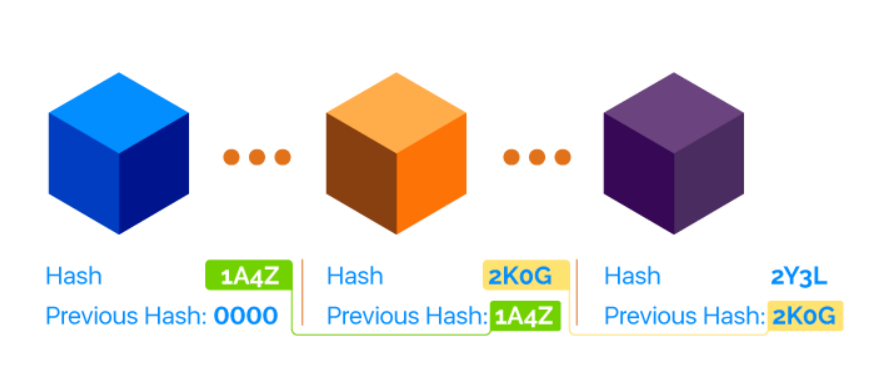 Hash 1A4Z
Previous Hash: 0000
Hash 2K0G
Previous Hash: 1A4Z
Hash 2Y3L
Previous Hash: 2K0G